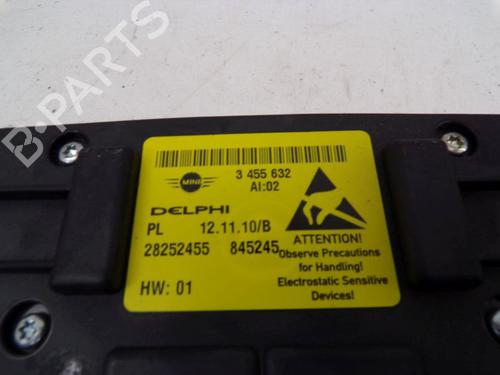 B-PARTS
MINI
3 455 632
AI:02
DELPHI
PL 12.11.10/B
28252455 845245
HW: 01
ATTENTION!
Observe Precautions
for Handling!
Electrostatic Sensitive
Devices!